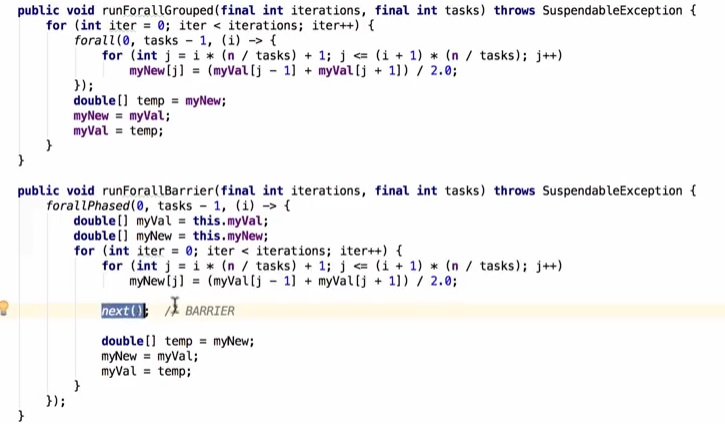 public void runForallGrouped(final int iterations, final int tasks) throws SuspendableException {
for (int iter = 0; iter < iterations; iter++) {
forall(0, tasks - 1, (i) -> {
for (int j = i * (n / tasks) + 1; j <= (i + 1) * (n / tasks); j++)
myNew[j] = (myVal[j - 1] + myVal[j + 1]) / 2.0;
});
double[] temp = myNew;
myNew = myVal;
myVal = temp;
}
}
public void runForallBarrier(final int iterations, final int tasks) throws SuspendableException {
forallPhased(0, tasks - 1, (i) -> {
double[] myVal = this.myVal;
double[] myNew = this.myNew;
for (int iter = 0; iter < iterations; iter++) {
for (int j = i * (n / tasks) + 1; j <= (i + 1) * (n / tasks); j++)
myNew[j] = (myVal[j - 1] + myVal[j + 1]) / 2.0;
next(); // BARRIER
double[] temp = myNew;
myNew = myVal;
myVal = temp;
}
});
}